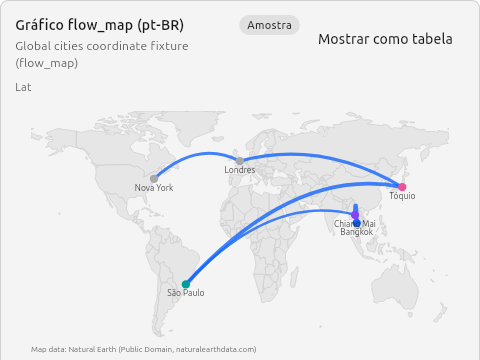 Gráfico flow_map (pt-BR)
Amostra
Global cities coordinate fixture
(flow_map)
Mostrar como tabela
Lat
Londres
Nova York
Tóquio
Chiang Mai
Bangkok
São Paulo
Map data: Natural Earth (Public Domain, naturalearthdata.com)